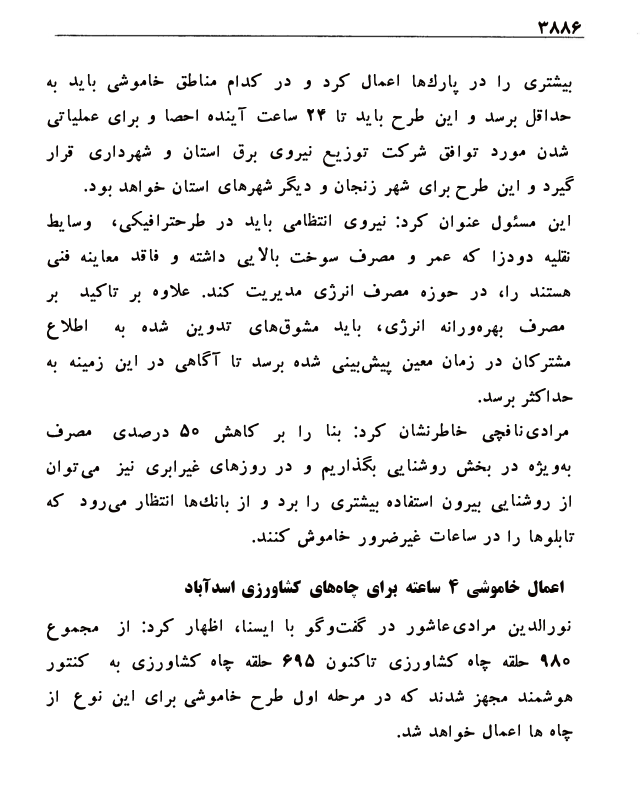 ۳۸۸۶
بیشتری را در پارك‌ها اعمال کرد و در کدام مناطق خاموشی باید به
حداقل برسد و این طرح باید تا ۲۴ ساعت آینده احصا و برای عملیاتی
شدن مورد توافق شرکت توزیع نیروی برق استان و شهرداری قرار
گیرد و این طرح برای شهر زنجان و دیگر شهرهای استان خواهد بود.
این مسئول عنوان کرد: نیروی انتظامی باید در طرحترافیکی، وسایط
نقلیه دودزا که عمر و مصرف سوخت بالایی داشته و فاقد معاینه فنی
هستند را، در حوزه مصرف انرژی مدیریت کند. علاوه بر تاکید بر
مصرف بهره‌ورانه انرژی، باید مشوق‌های تدوین شده به اطلاع
مشترکان در زمان معین پیش‌بینی شده برسد تا آگاهی در این زمینه به
حداکثر برسد.
مرادی‌نافچی خاطرنشان کرد: بنا را بر کاهش ۵۰ درصدی مصرف
به‌ویژه در بخش روشنایی بگذاریم و در روزهای غیرابری نیز می‌توان
از روشنایی بیرون استفاده بیشتری را برد و از بانك‌ها انتظار می‌رود که
تابلوها را در ساعات غیرضرور خاموش کنند.
اعمال خاموشی ۴ ساعته برای چاه‌های کشاورزی اسدآباد
نورالدین مرادی‌عاشور در گفت‌وگو با ایسنا، اظهار کرد: از مجموع
۹۸۰ حلقه چاه کشاورزی تاکنون ۶۹۵ حلقه چاه کشاورزی به کنتور
هوشمند مجهز شدند که در مرحله اول طرح خاموشی برای این نوع از
چاه ها اعمال خواهد شد.